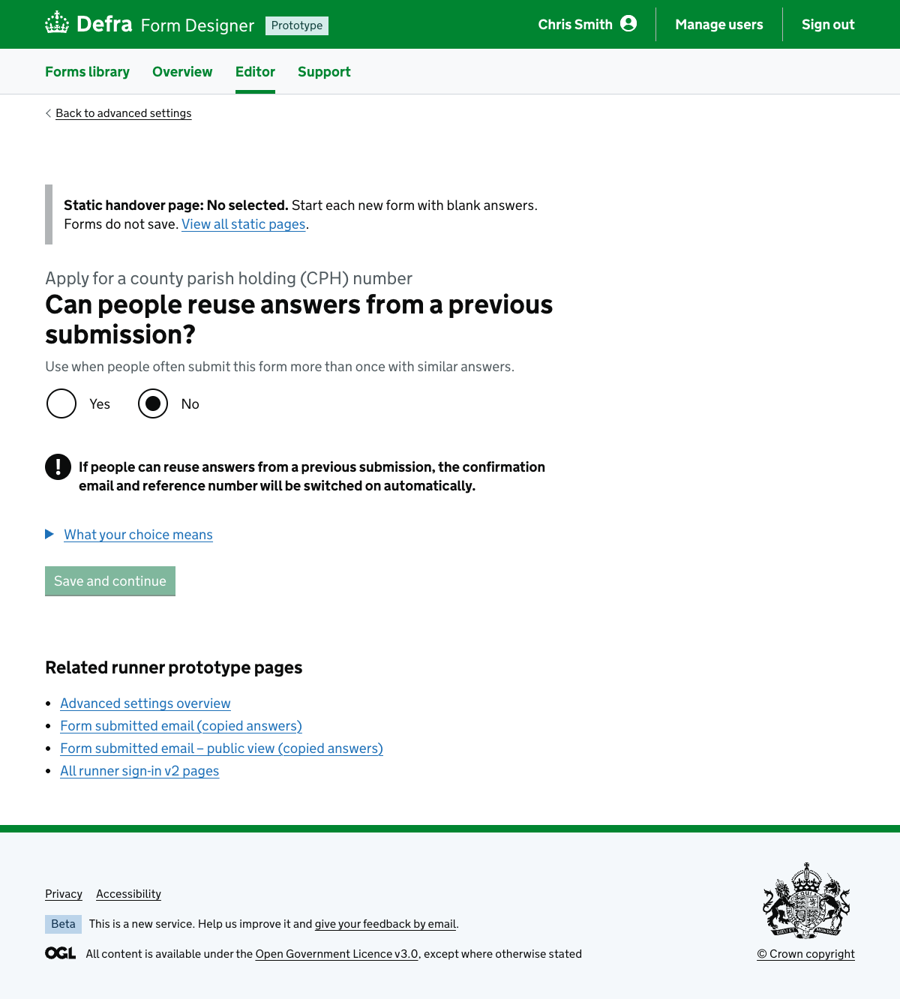 Defra Form Designer Prototype Chris Smith Manage users Sign out
Forms library Overview Editor Support
Back to advanced settings
Static handover page: No selected. Start each new form with blank answers.
Forms do not save. View all static pages.
Apply for a county parish holding (CPH) number
Can people reuse answers from a previous
submission?
Use when people often submit this form more than once with similar answers.
Yes No
If people can reuse answers from a previous submission, the confirmation
email and reference number will be switched on automatically.
What your choice means
Save and continue
Related runner prototype pages
• Advanced settings overview
• Form submitted email (copied answers)
• Form submitted email – public view (copied answers)
• All runner sign-in v2 pages
Privacy Accessibility
Beta This is a new service. Help us improve it and give your feedback by email.
OGL All content is available under the Open Government Licence v3.0, except where otherwise stated
© Crown copyright